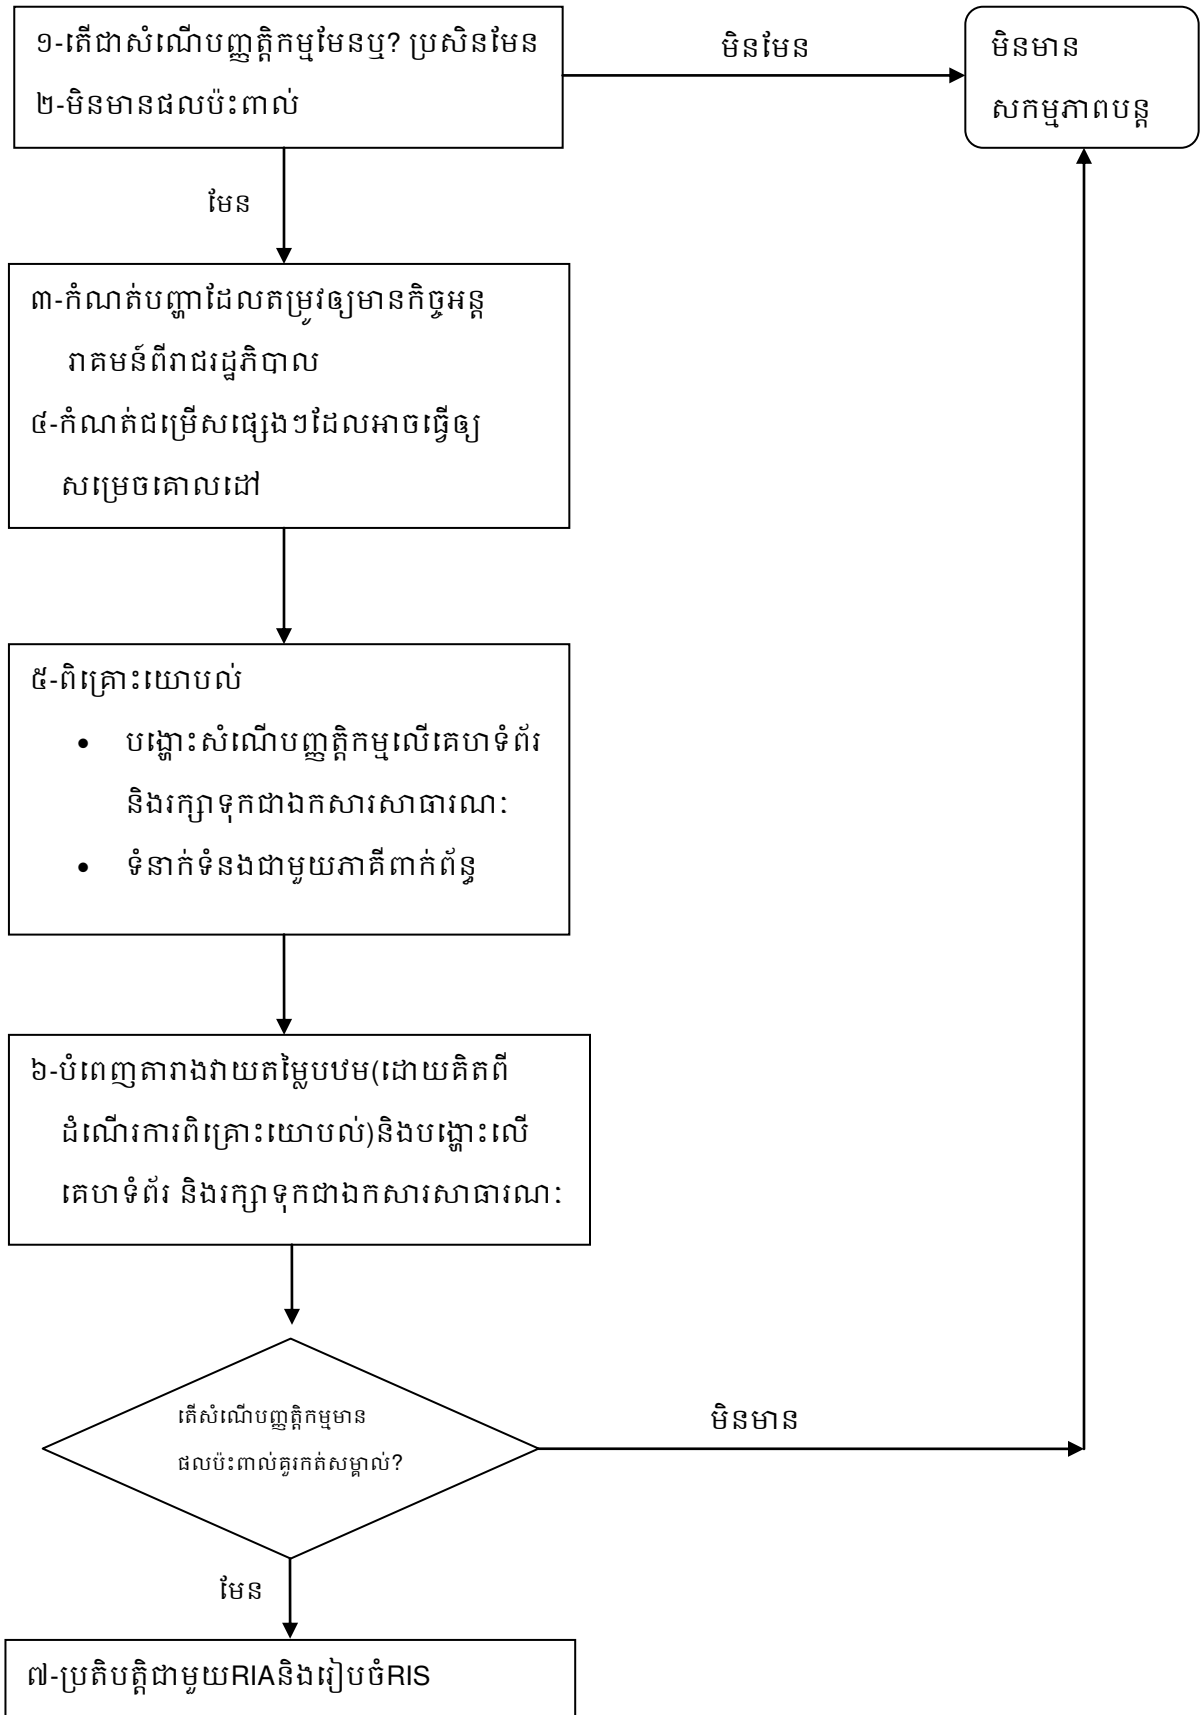 ១-តើជាសំណើបញ្ញត្តិកម្មមែនឬ? ប្រសិនមែន
២-មិនមានផលប៉ះពាល់
មិនមែន
មិនមាន
សកម្មភាពបន្ត
មែន
៣-កំណត់បញ្ហាដែលតម្រូវឲ្យមានកិច្ចអន្ត
រាគមន៍ពីរាជរដ្ឋភិបាល
៤-កំណត់ជម្រើសផ្សេងៗដែលអាចធ្វើឲ្យ
សម្រេចគោលដៅ
៥-ពិគ្រោះយោបល់
• បង្ហោះសំណើបញ្ញត្តិកម្មលើគេហទំព័រ
និងរក្សាទុកជាឯកសារសាធារណៈ
• ទំនាក់ទំនងជាមួយភាគីពាក់ព័ន្ធ
៦-បំពេញតារាងវាយតម្លៃបឋម(ដោយគិតពី
ដំណើរការពិគ្រោះយោបល់)និងបង្ហោះលើ
គេហទំព័រ និងរក្សាទុកជាឯកសារសាធារណៈ
តើសំណើបញ្ញត្តិកម្មមាន
ផលប៉ះពាល់គួរកត់សម្គាល់?
មិនមាន
មែន
៧-ប្រតិបត្តិជាមួយRIAនិងរៀបចំRIS